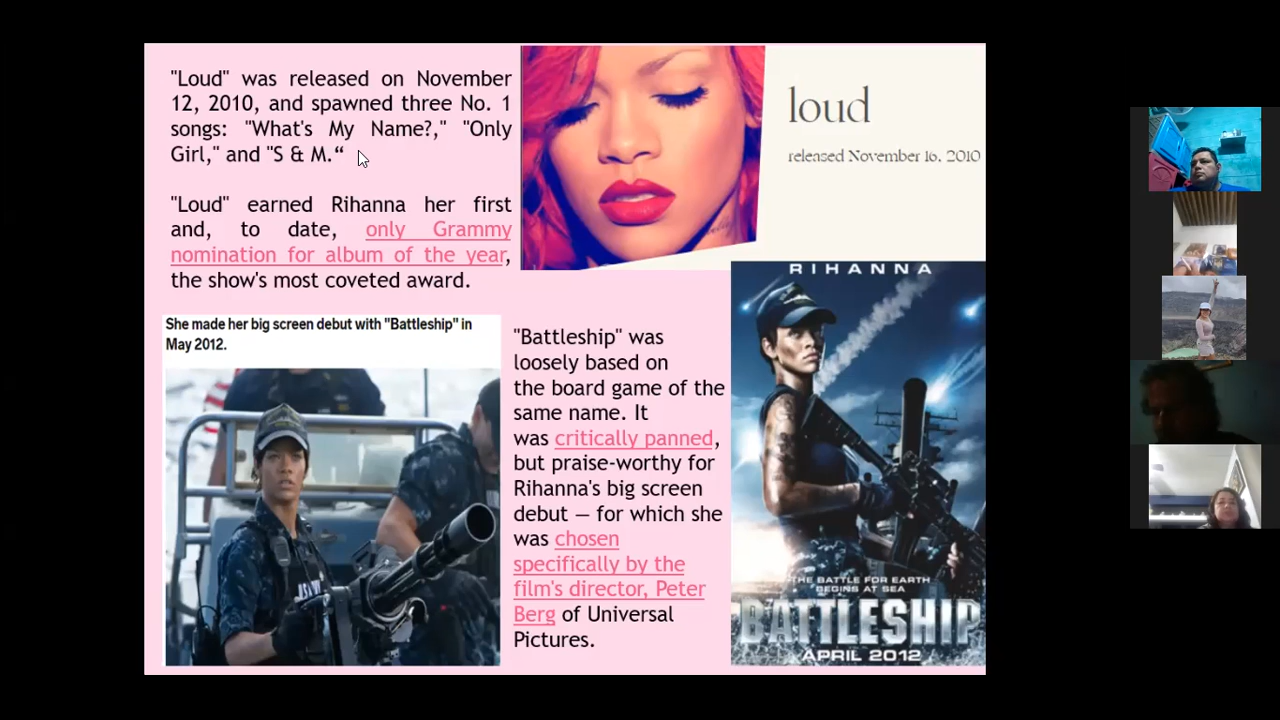 "Loud" was released on November
12, 2010, and spawned three No. 1
songs: "What's My Name?," "Only
Girl," and "S & M.“
"Loud" earned Rihanna her first
and, to date, only Grammy
nomination for album of the year,
the show's most coveted award.
loud
released November 16, 2010
She made her big screen debut with "Battleship" in
May 2012.
"Battleship" was
loosely based on
the board game of the
same name. It
was critically panned,
but praise-worthy for
Rihanna's big screen
debut — for which she
was chosen
specifically by the
film's director, Peter
Berg of Universal
Pictures.
RIHANNA
THE BATTLE FOR EARTH
BEGINS AT SEA
BATTLESHIP
APRIL 2012